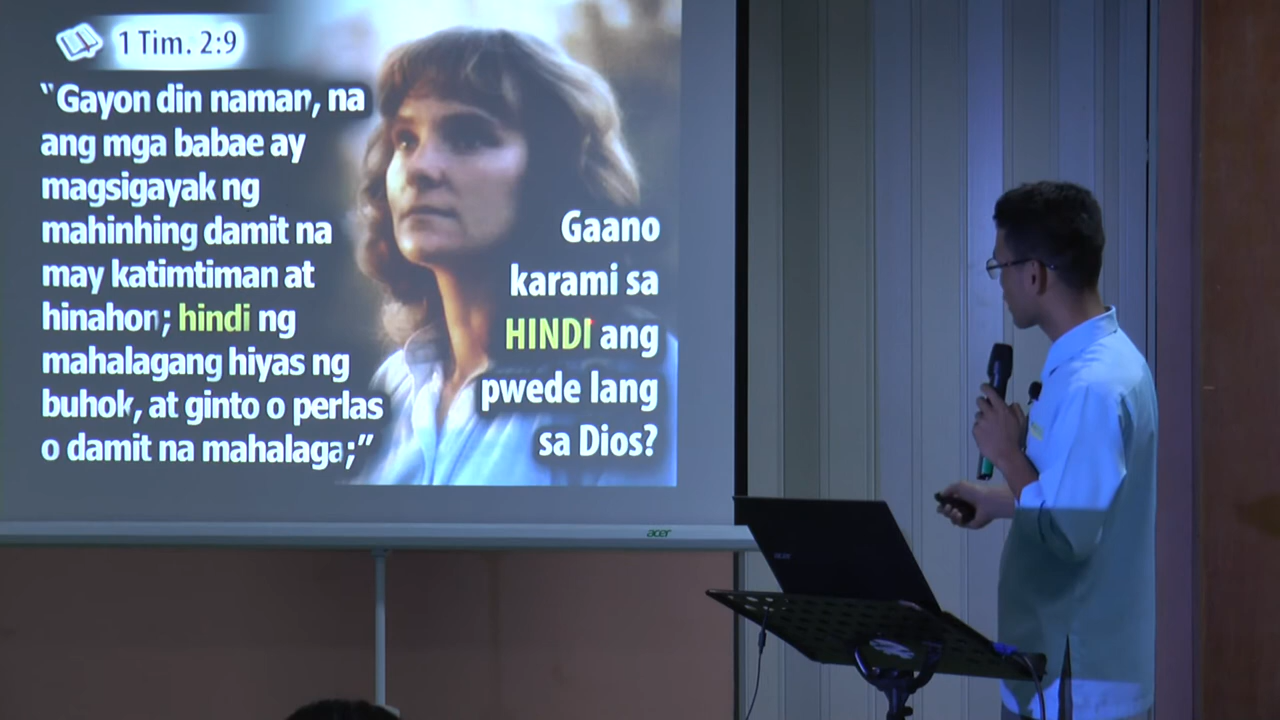 1 Tim. 2:9
“Gayon din naman, na
ang mga babae ay
magsigayak ng
mahinhing damit na
may katimtiman at
hinahon; hindi ng
mahalagang hiyas ng
buhok, at ginto o perlas
o damit na mahalaga;”
Gaano
karami sa
HINDI ang
pwede lang
sa Dios?
acer
acer